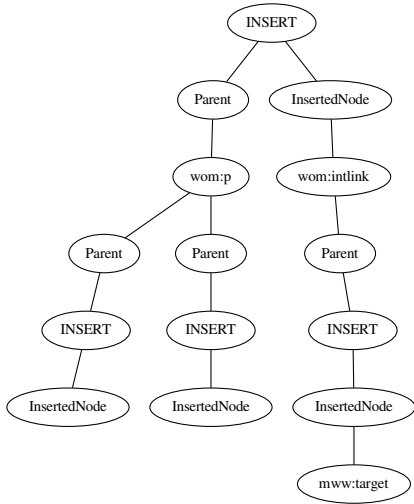 INSERT
Parent InsertedNode
wom:p wom:intlink
Parent Parent Parent
INSERT INSERT INSERT
InsertedNode InsertedNode InsertedNode
mww:target